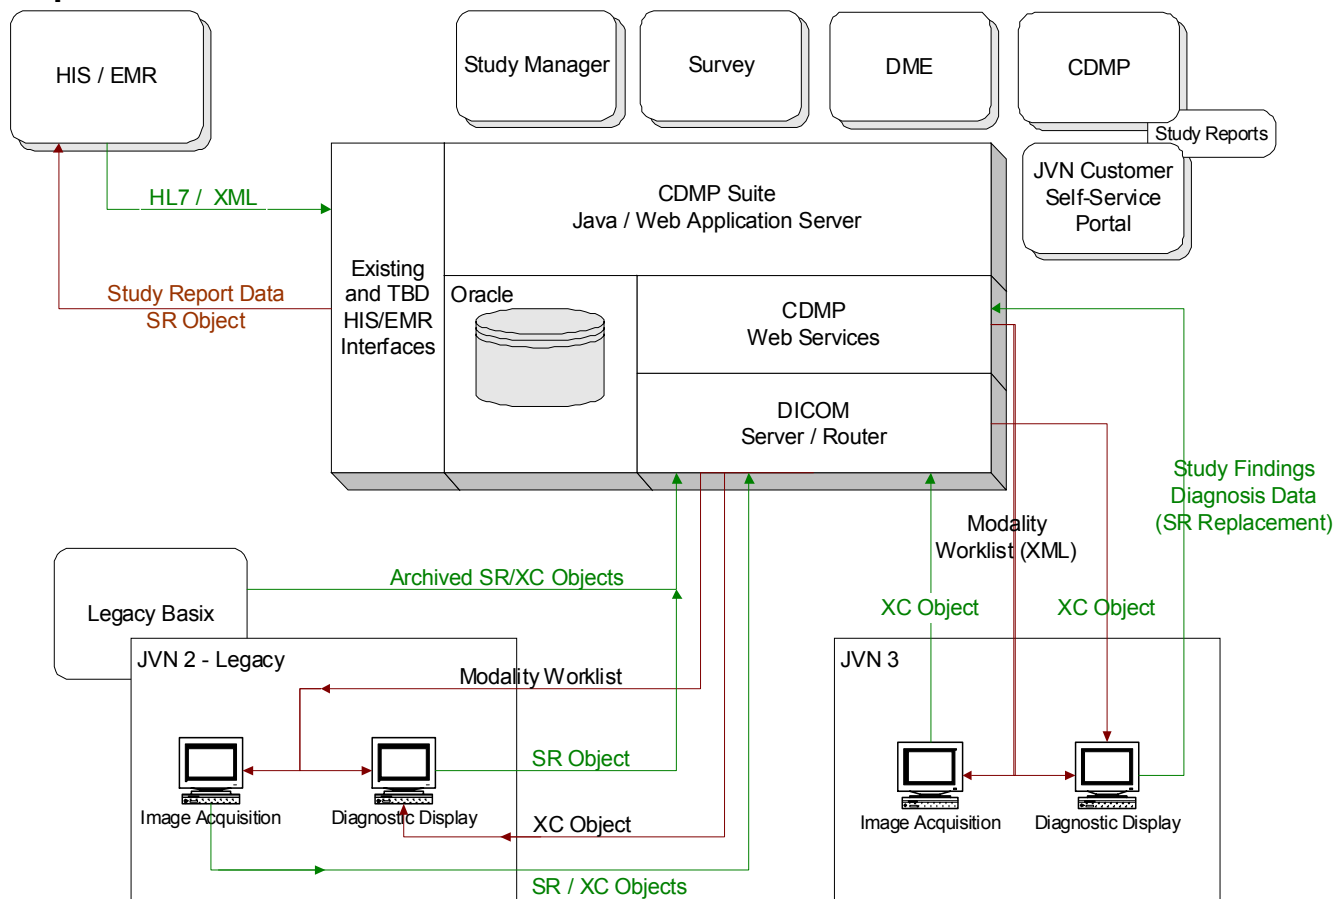 HIS / EMR
Study Manager
Survey
DME
CDMP
Study Reports
JVN Customer
Self-Service
Portal
HL7 / XML
CDMP Suite
Java / Web Application Server
Existing
and TBD
HIS/EMR
Interfaces
Study Report Data
SR Object
Oracle
CDMP
Web Services
DICOM
Server / Router
Study Findings
Diagnosis Data
(SR Replacement)
Modality
Worklist (XML)
Archived SR/XC Objects
XC Object
XC Object
Legacy Basix
JVN 2 - Legacy
JVN 3
Modality Worklist
SR Object
Image Acquisition
Diagnostic Display
XC Object
Image Acquisition
Diagnostic Display
SR / XC Objects